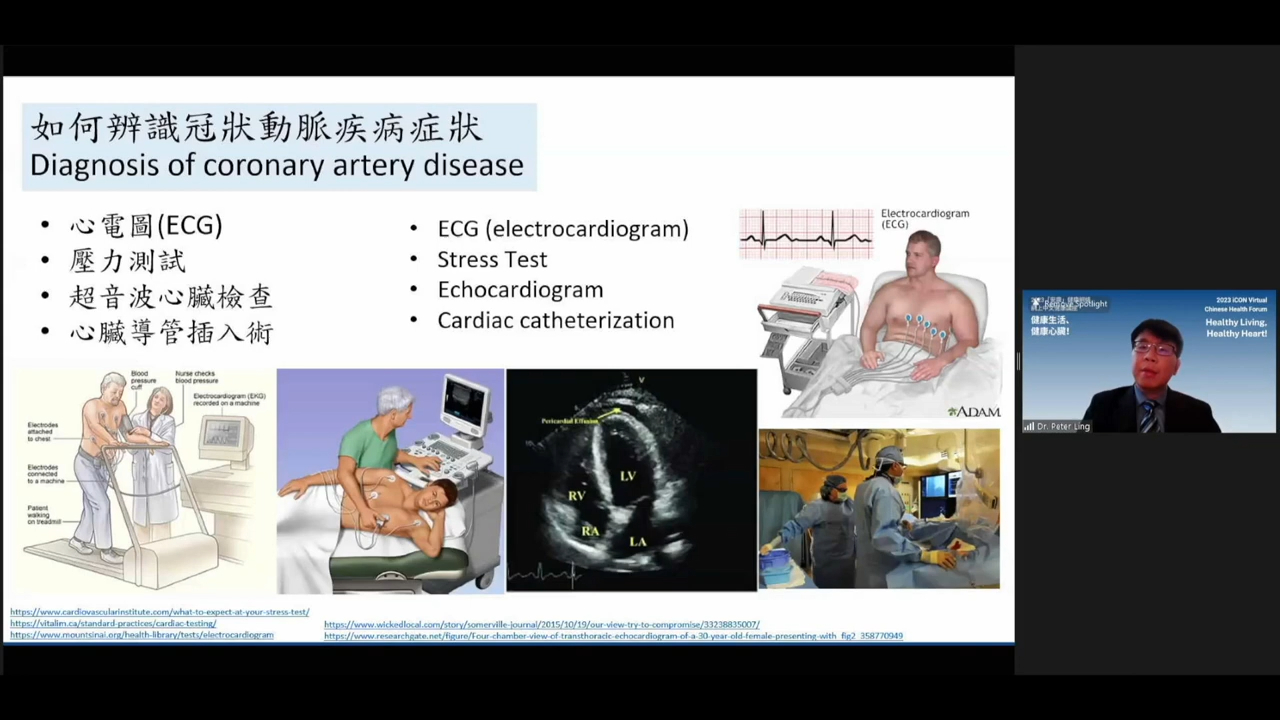 如何辨識冠狀動脈疾病症狀
Diagnosis of coronary artery disease
• 心電圖(ECG)
• 壓力測試
• 超音波心臟檢查
• 心臟導管插入術
• ECG (electrocardiogram)
• Stress Test
• Echocardiogram
• Cardiac catheterization
Electrocardiogram
(ECG)
ADAM
Blood
pressure
cuff
Nurse checks
blood pressure
Electrocardiogram (EKG)
recorded on a machine
Electrodes
attached
to chest
Electrodes
connected
to a machine
Patient
walking
on treadmill
V
Pericardial Effusion
LV
RV
RA
LA
https://www.cardiovascularinstitute.com/what-to-expect-at-your-stress-test/
https://vitalim.ca/standard-practices/cardiac-testing/
https://www.mountsinai.org/health-library/tests/electrocardiogram
https://www.wickedlocal.com/story/somerville-journal/2015/10/19/our-view-try-to-compromise/33238835007/
https://www.researchgate.net/figure/Four-chamber-view-of-transthoracic-echocardiogram-of-a-30-year-old-female-presenting-with_fig2_358770949
Remove Spotlight
健康生活、
健康心臟!
2023 iCON Virtual
Chinese Health Forum
Healthy Living,
Healthy Heart!
Dr. Peter Ling